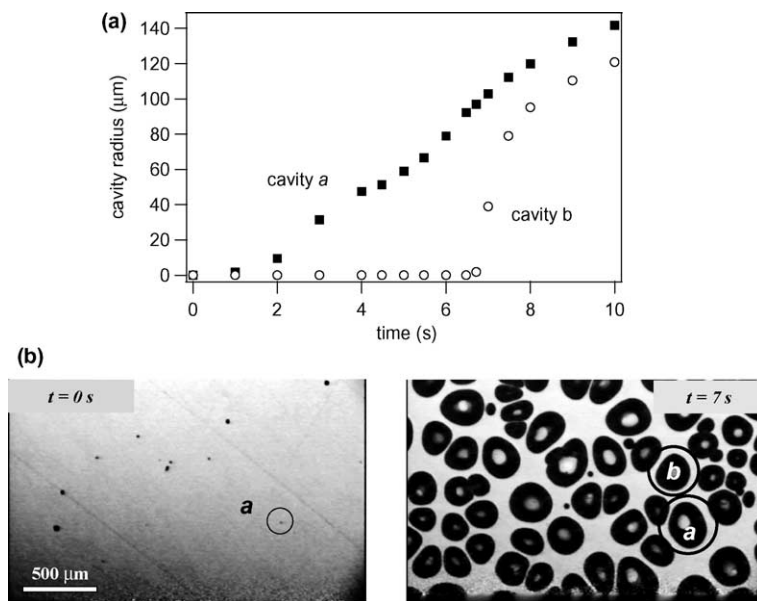 (a)
140
120
100
80
60
40
20
0
cavity radius (μm)
cavity a
cavity b
0 2 4 6 8 10
time (s)
(b)
t = 0 s
a
500 μm
t = 7 s
b
a